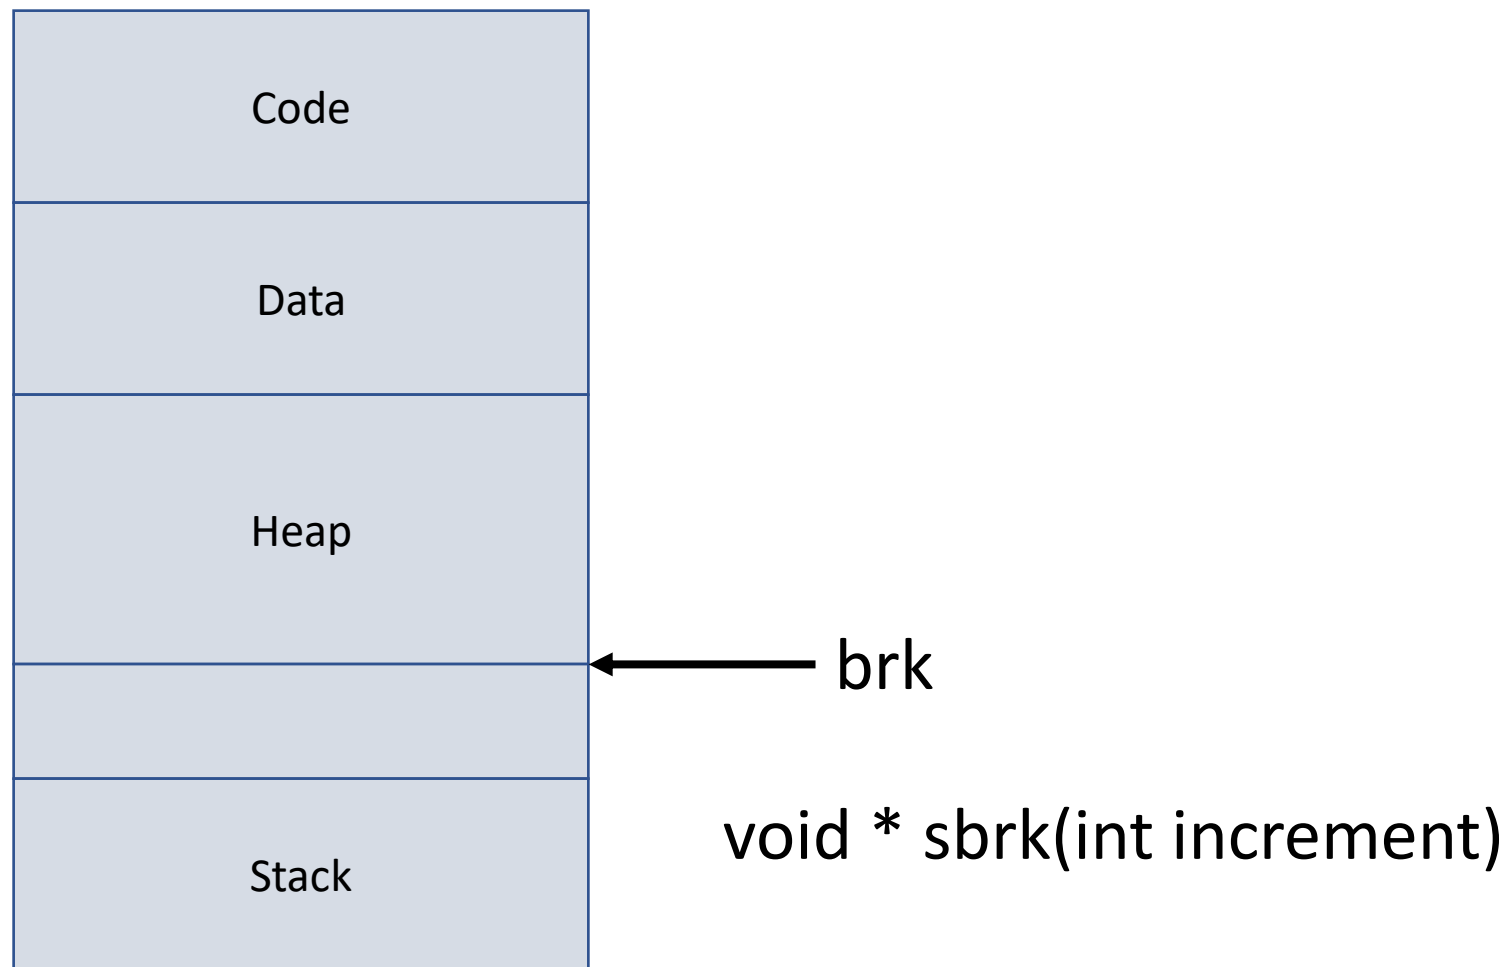 Code
Data
Heap
brk
void * sbrk(int increment)
Stack